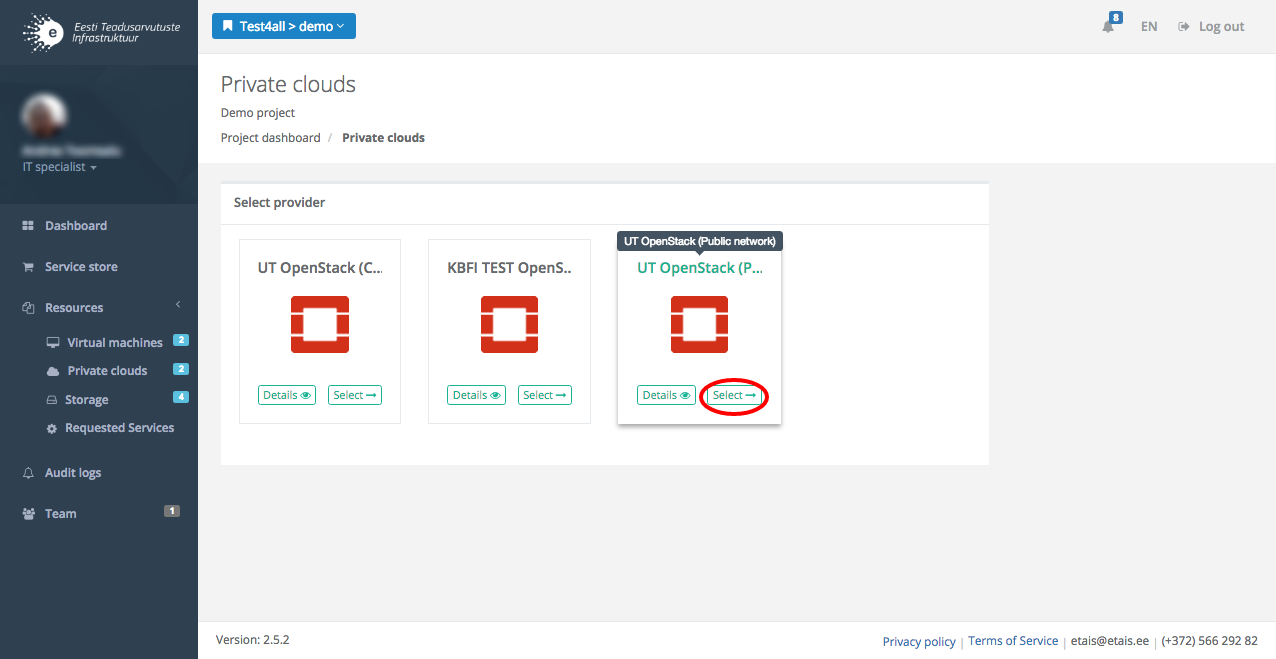 e
Eesti Teadusarvutuste
Infrastruktuur
IT specialist
Dashboard
Service store
Resources
Virtual machines 2
Private clouds 2
Storage 4
Requested Services
Audit logs
Team 1
Test4all > demo
8
EN
Log out
Private clouds
Demo project
Project dashboard / Private clouds
Select provider
UT OpenStack (Public network)
UT OpenStack (C...
KBFI TEST OpenS..
UT OpenStack (P...
Details Select
Details Select
Details Select
Version: 2.5.2
Privacy policy | Terms of Service | etais@etais.ee | (+372) 566 292 82